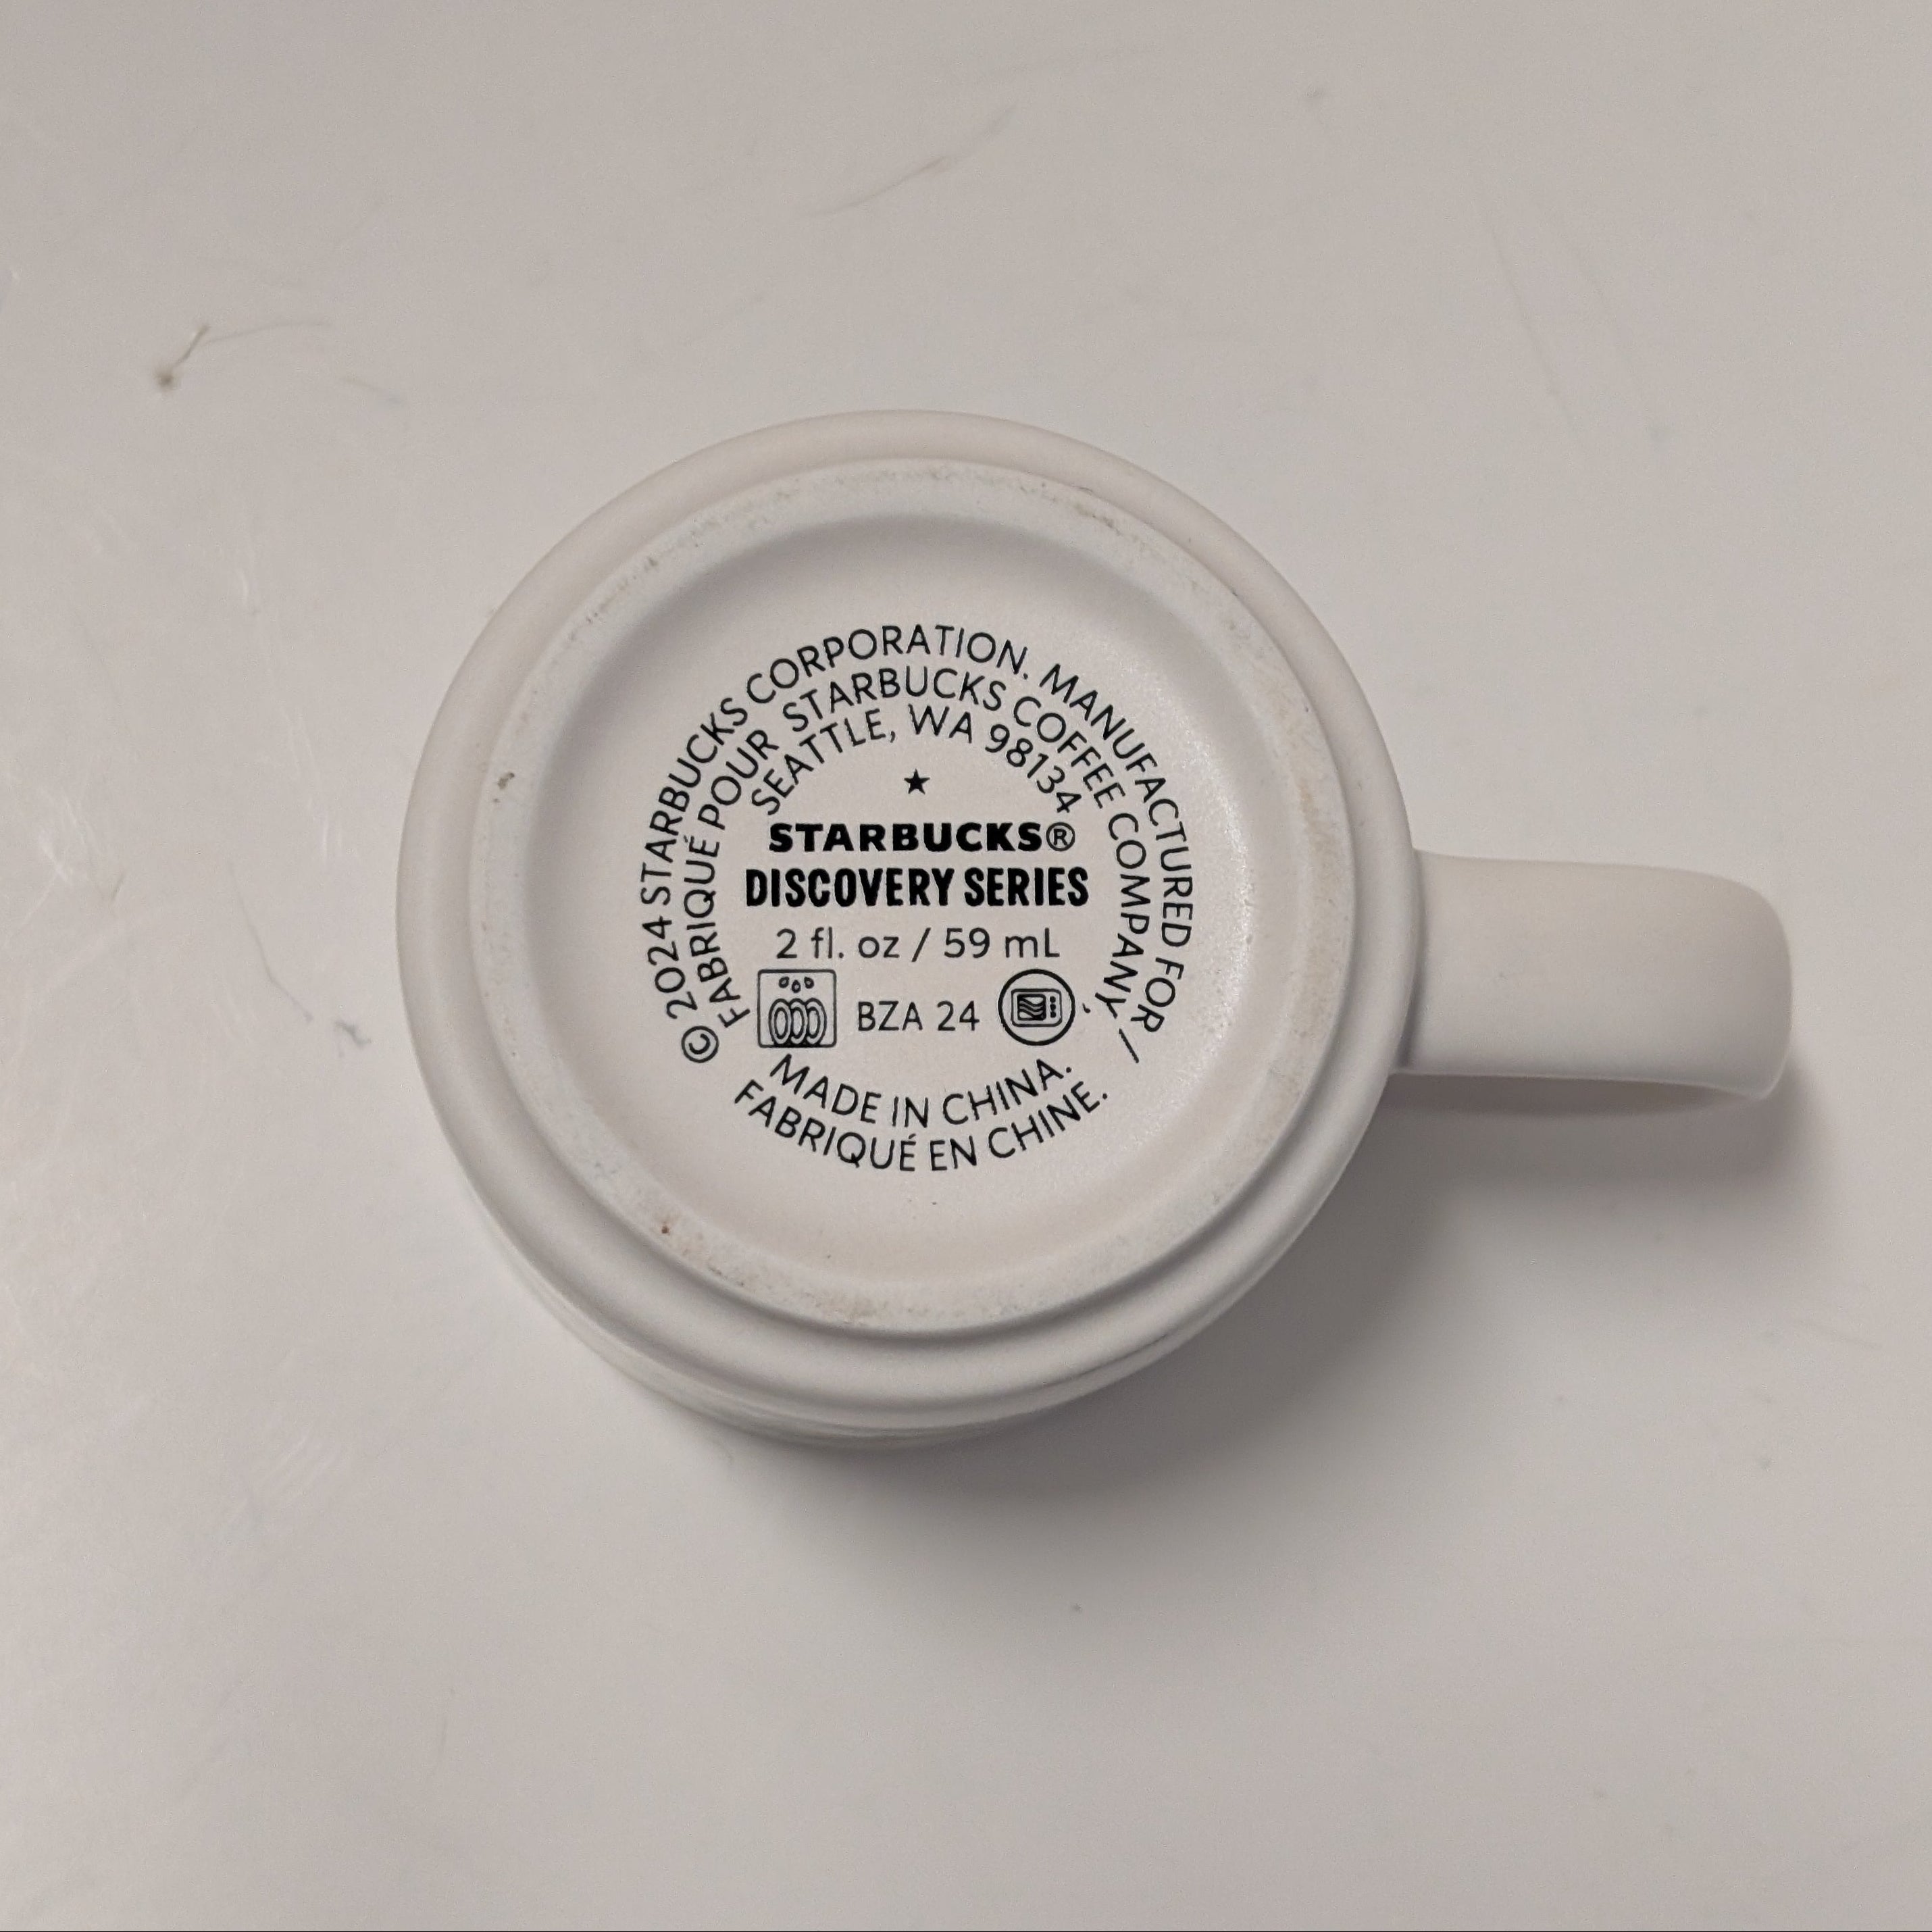 © 2024 STARBUCKS CORPORATION. MANUFACTURED FOR
FABRIQUÉ POUR STARBUCKS COFFEE COMPANY /
SEATTLE, WA 98134
STARBUCKS®
DISCOVERY SERIES
2 fl. oz / 59 mL
BZA 24
MADE IN CHINA.
FABRIQUÉ EN CHINE.